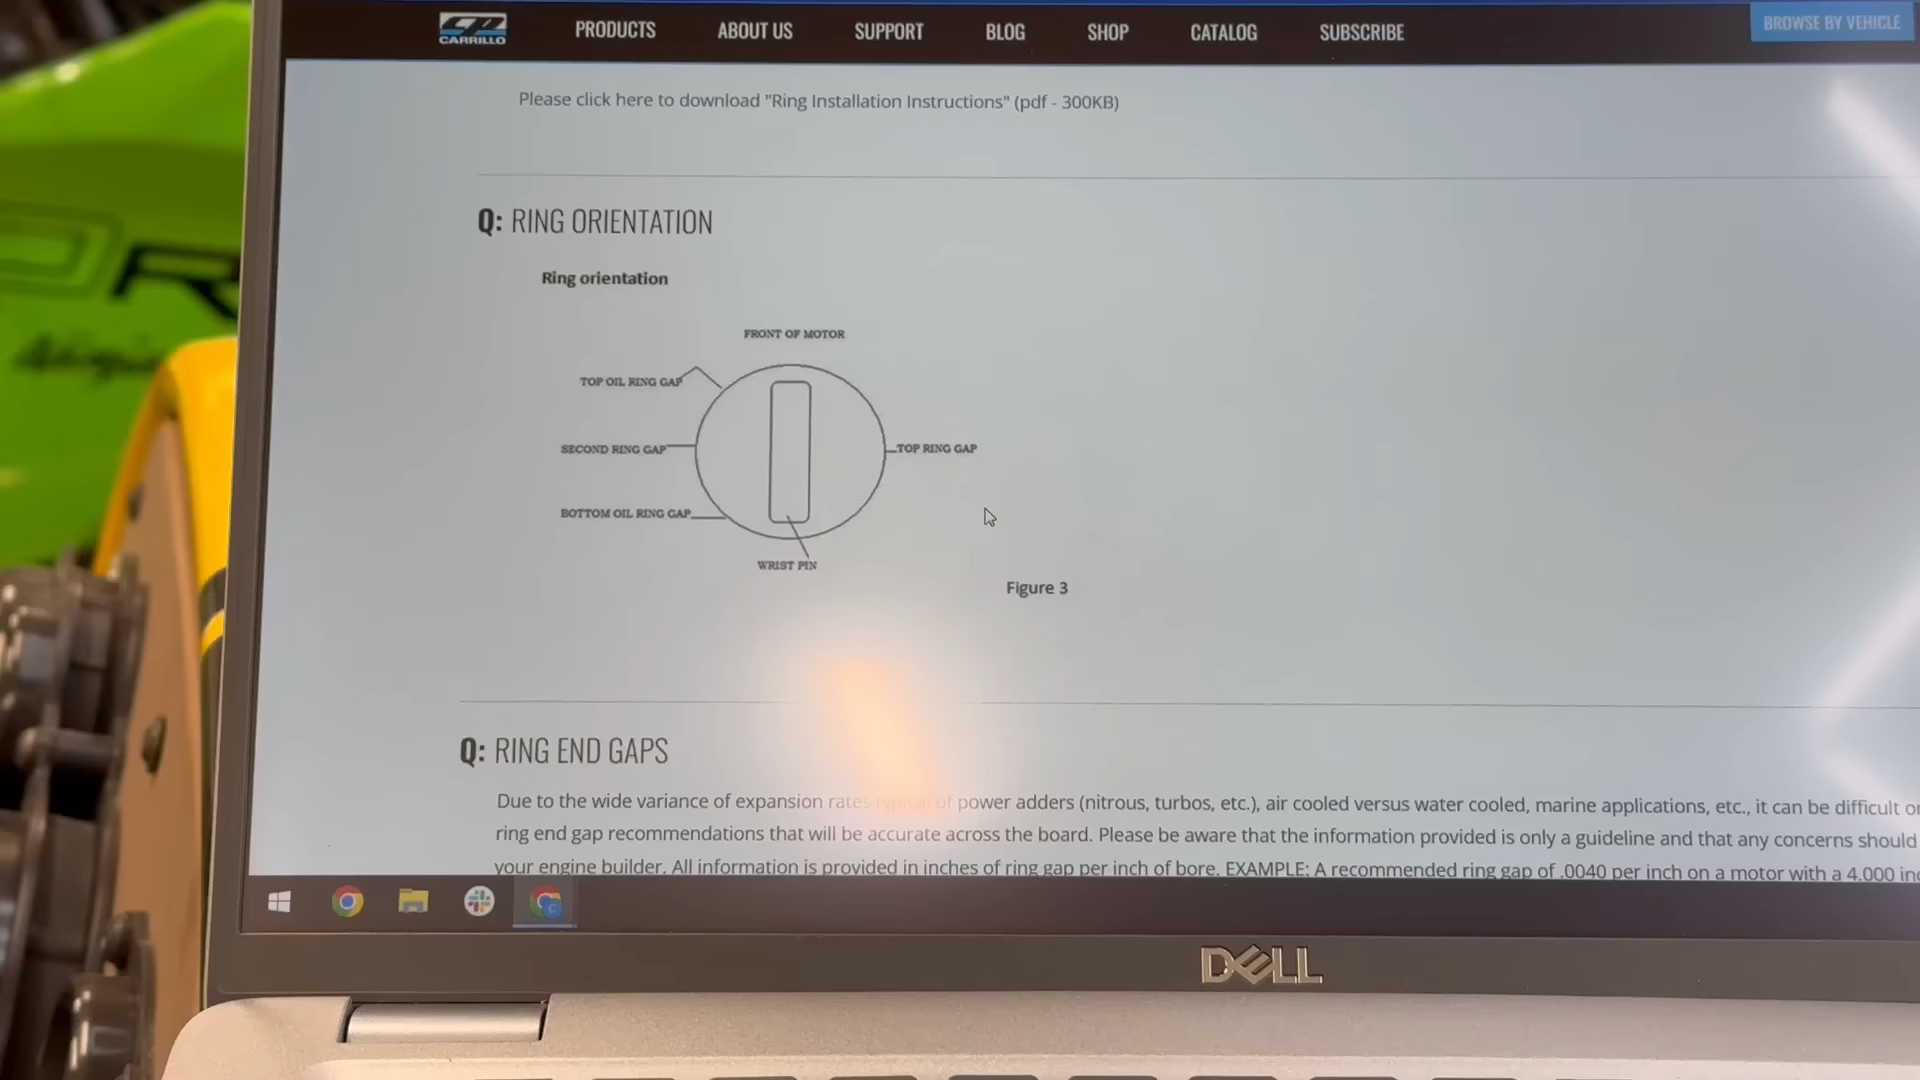 CARRILLO
PRODUCTS
ABOUT US
SUPPORT
BLOG
SHOP
CATALOG
SUBSCRIBE
BROWSE BY VEHICLE
Please click here to download "Ring Installation Instructions" (pdf - 300KB)
Q: RING ORIENTATION
Ring orientation
FRONT OF MOTOR
TOP OIL RING GAP
SECOND RING GAP
TOP RING GAP
BOTTOM OIL RING GAP
WRIST PIN
Figure 3
Q: RING END GAPS
Due to the wide variance of expansion rates typical of power adders (nitrous, turbos, etc.), air cooled versus water cooled, marine applications, etc., it can be difficult
ring end gap recommendations that will be accurate across the board. Please be aware that the information provided is only a guideline and that any concerns should
your engine builder. All information is provided in inches of ring gap per inch of bore. EXAMPLE: A recommended ring gap of .0040 per inch on a motor with a 4.000
DELL